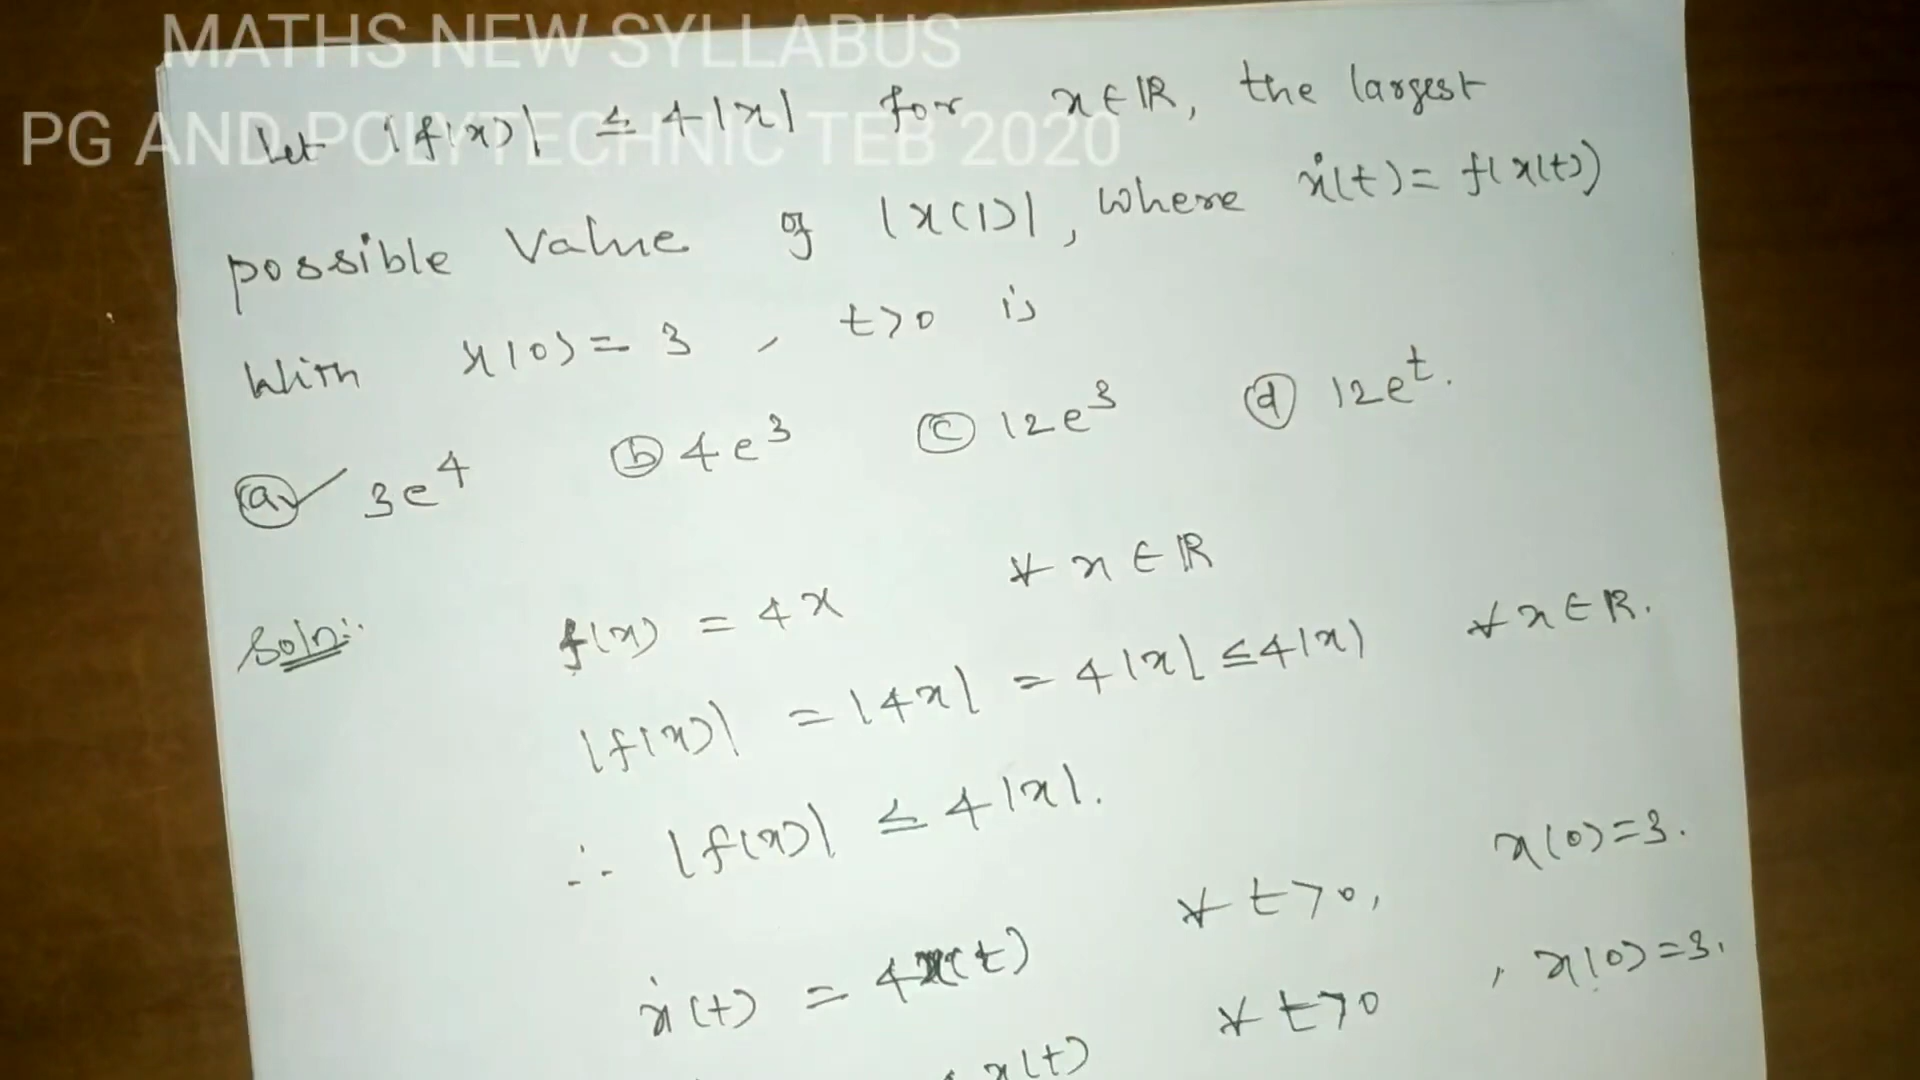 MATHS NEW SYLLABUS
PG AND POLYTECHNIC TEB 2020
Let |f(x)| ≤ 4|x| for x∈ℝ, the largest
possible value of |x(1)|, where ẋ(t) = f(x(t))
With x(0) = 3, t>0 is
(a)✓ 3e⁴ (b) 4e³ (c) 12e³ (d) 12eᵗ.
Soln:- f(x) = 4x ∀ x∈ℝ
|f(x)| = |4x| = 4|x| ≤ 4|x| ∀ x∈ℝ.
∴ |f(x)| ≤ 4|x|.
ẋ(t) = 4x(t) ∀ t>0, x(0)=3.
x(t) ∀ t>0, x(0)=3.